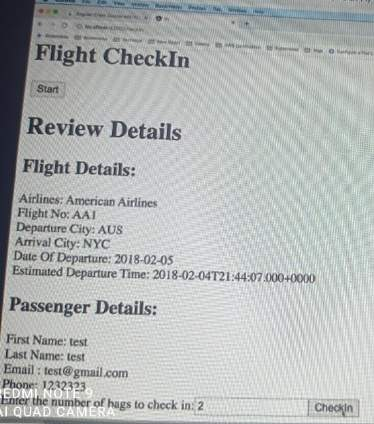 Flight CheckIn
Start
Review Details
Flight Details:
Airlines: American Airlines
Flight No: AA1
Departure City: AUS
Arrival City: NYC
Date Of Departure: 2018-02-05
Estimated Departure Time: 2018-02-04T21:44:07.000+0000
Passenger Details:
First Name: test
Last Name: test
Email : test@gmail.com
Phone: 1232323
Enter the number of bags to check in: 2 CheckIn
REDMI NOTE 9
AI QUAD CAMERA